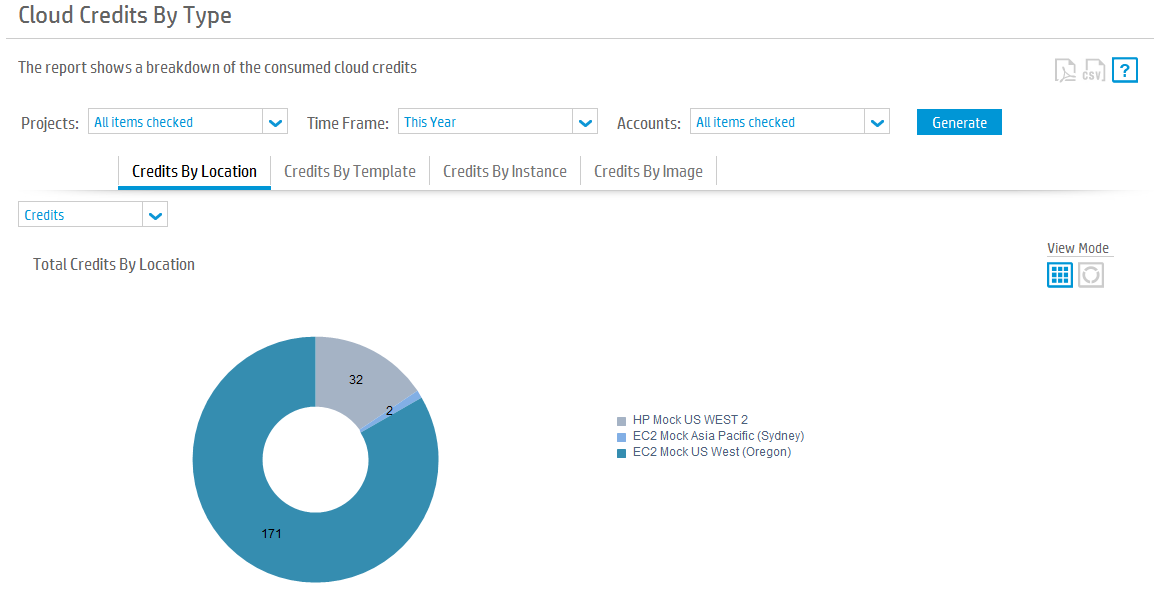 Cloud Credits By Type
The report shows a breakdown of the consumed cloud credits
CSV ?
Projects: All items checked Time Frame: This Year Accounts: All items checked Generate
Credits By Location Credits By Template Credits By Instance Credits By Image
Credits
View Mode
Total Credits By Location
32
2
171
HP Mock US WEST 2
EC2 Mock Asia Pacific (Sydney)
EC2 Mock US West (Oregon)